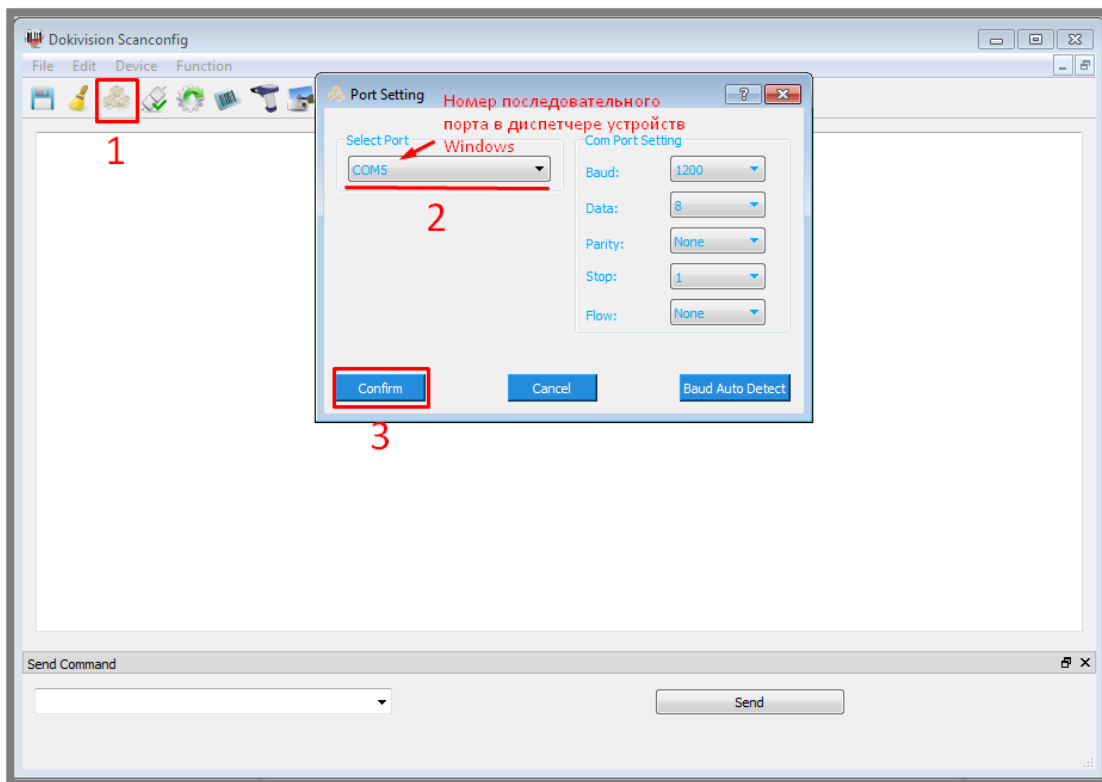 Dokivision Scanconfig
File Edit Device Function
1
Port Setting
Номер последовательного
порта в диспетчере устройств
Windows
Select Port
COM5
2
Com Port Setting
Baud: 1200
Data: 8
Parity: None
Stop: 1
Flow: None
Confirm Cancel Baud Auto Detect
3
Send Command
Send